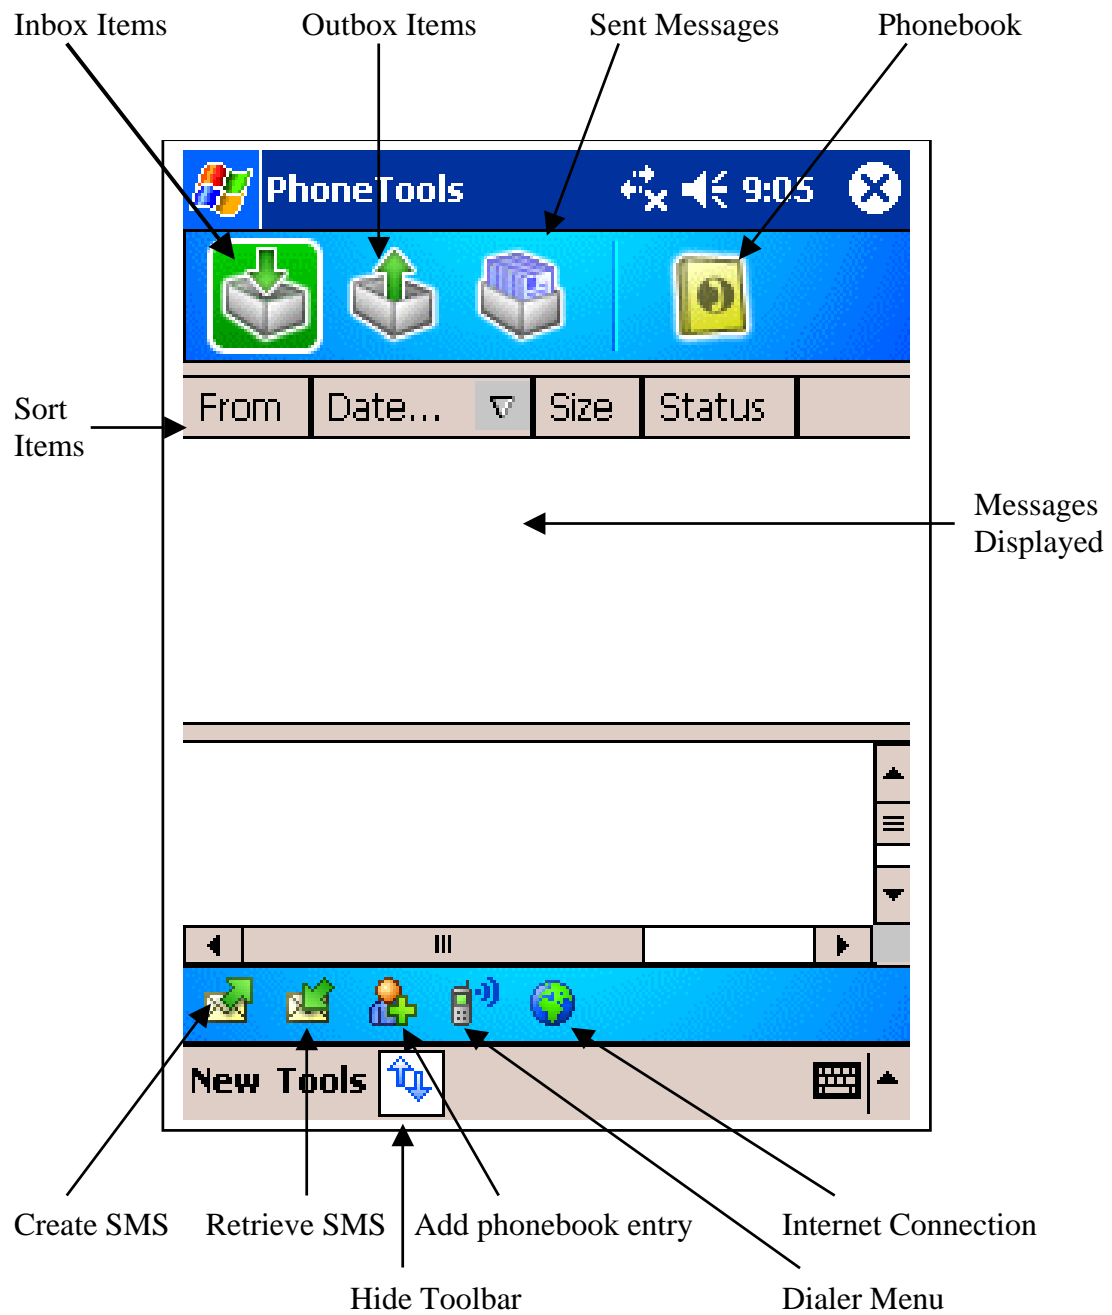 Inbox Items Outbox Items Sent Messages Phonebook
PhoneTools 9:05
From Date... Size Status
Sort
Items
Messages
Displayed
New Tools
Create SMS Retrieve SMS Add phonebook entry Internet Connection
Hide Toolbar Dialer Menu